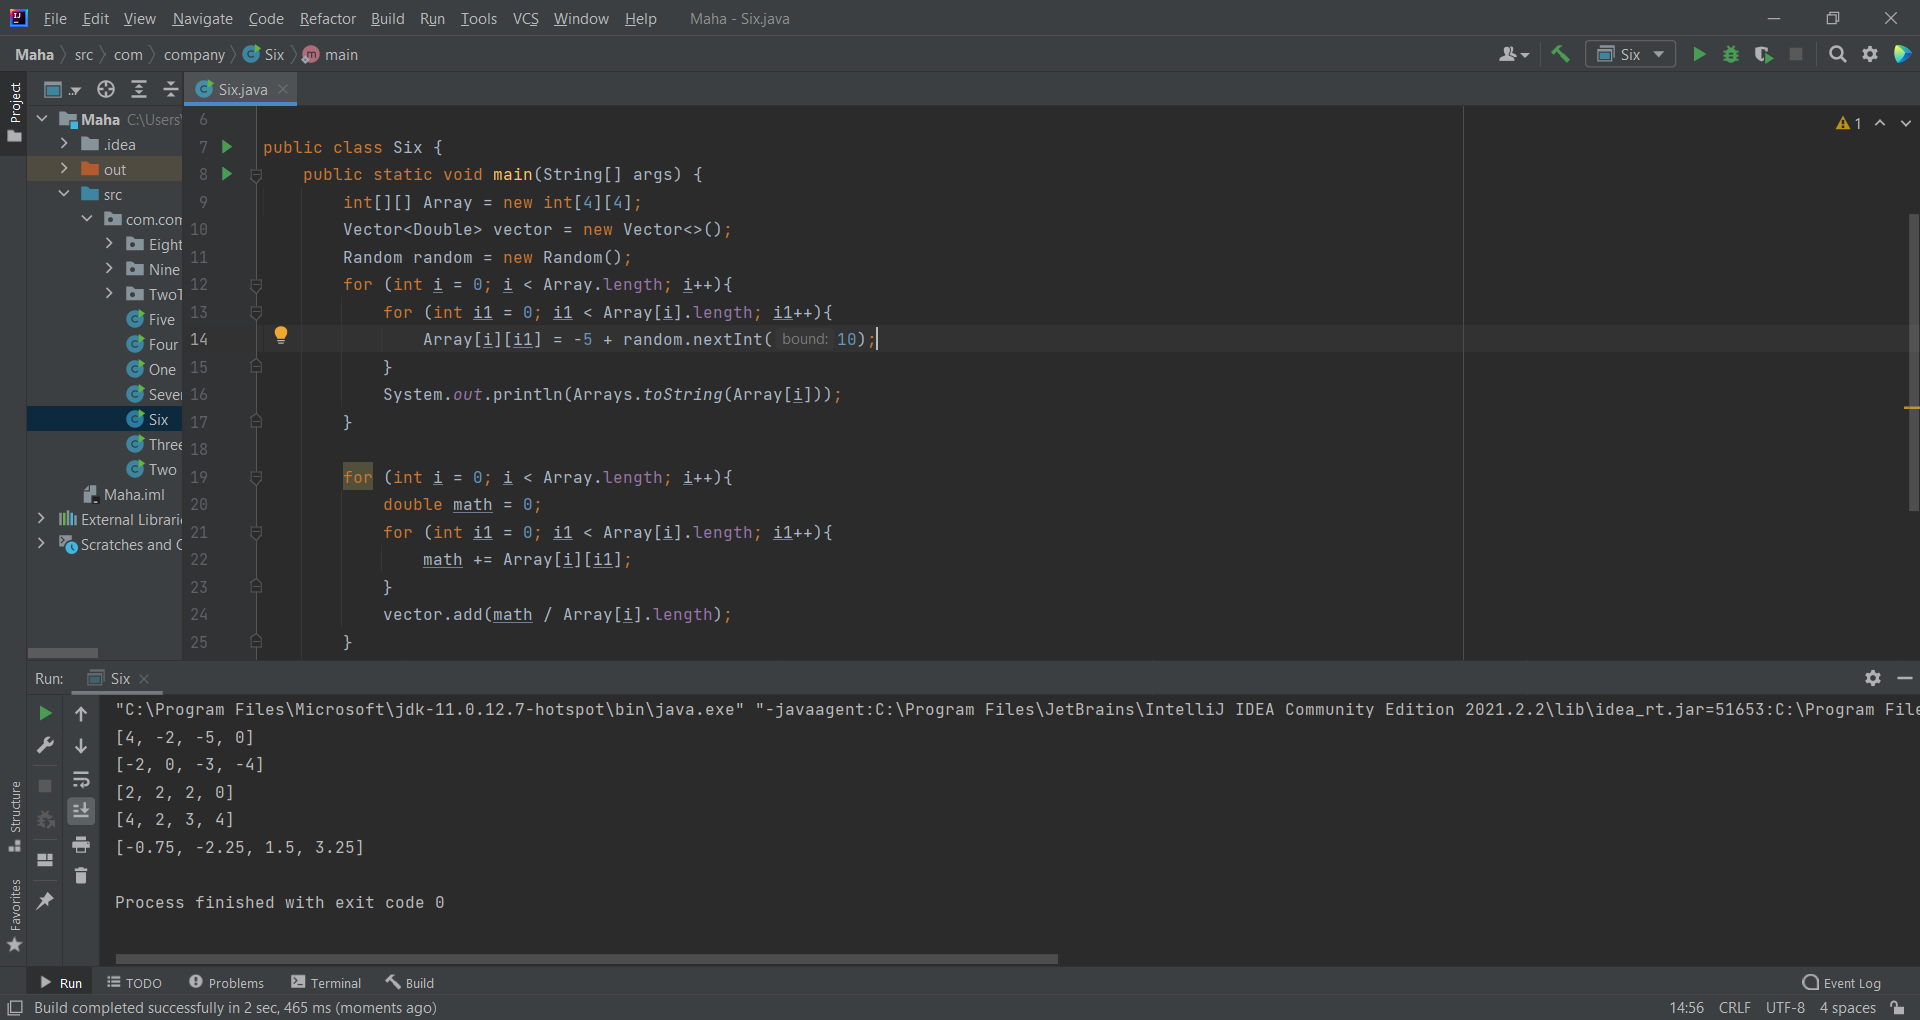 File Edit View Navigate Code Refactor Build Run Tools VCS Window Help Maha - Six.java
Maha src com company Six main
Six
Project
Six.java
Maha C:\Users\
.idea
out
src
com.com
Eight
Nine
TwoT
Five
Four
One
Seven
Six
Three
Two
Maha.iml
External Librari
Scratches and C
1
6
7 public class Six {
8 public static void main(String[] args) {
9 int[][] Array = new int[4][4];
10 Vector<Double> vector = new Vector<>();
11 Random random = new Random();
12 for (int i = 0; i < Array.length; i++){
13 for (int i1 = 0; i1 < Array[i].length; i1++){
14 Array[i][i1] = -5 + random.nextInt( bound: 10);
15 }
16 System.out.println(Arrays.toString(Array[i]));
17 }
18
19 for (int i = 0; i < Array.length; i++){
20 double math = 0;
21 for (int i1 = 0; i1 < Array[i].length; i1++){
22 math += Array[i][i1];
23 }
24 vector.add(math / Array[i].length);
25 }
Run: Six
"C:\Program Files\Microsoft\jdk-11.0.12.7-hotspot\bin\java.exe" "-javaagent:C:\Program Files\JetBrains\IntelliJ IDEA Community Edition 2021.2.2\lib\idea_rt.jar=51653:C:\Program File
[4, -2, -5, 0]
[-2, 0, -3, -4]
[2, 2, 2, 0]
[4, 2, 3, 4]
[-0.75, -2.25, 1.5, 3.25]
Process finished with exit code 0
Structure
Favorites
Run TODO Problems Terminal Build Event Log
Build completed successfully in 2 sec, 465 ms (moments ago) 14:56 CRLF UTF-8 4 spaces